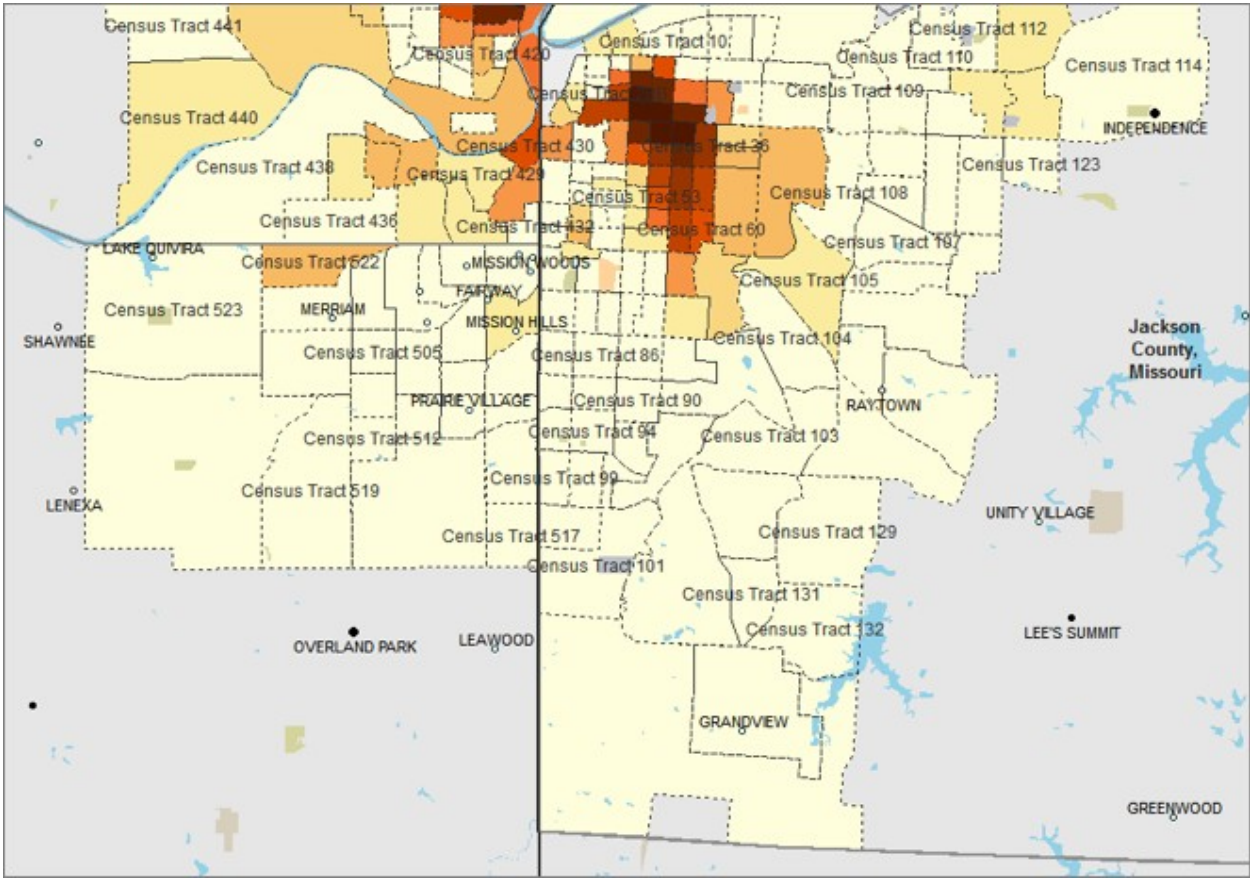 Census Tract 441
Census Tract 420
Census Tract 10
Census Tract 112
Census Tract 110
Census Tract 114
Census Tract
Census Tract 109
Census Tract 440
INDEPENDENCE
Census Tract 430
Census Tract 36
Census Tract 438
Census Tract 429
Census Tract 123
Census Tract 53
Census Tract 108
Census Tract 436
Census Tract 432
Census Tract 60
Census Tract 107
LAKE QUIVIRA
Census Tract 522
MISSION WOODS
Census Tract 105
FAIRWAY
Census Tract 523
MERRIAM
MISSION HILLS
Jackson
County,
Missouri
SHAWNEE
Census Tract 104
Census Tract 505
Census Tract 86
PRAIRIE VILLAGE
Census Tract 90
RAYTOWN
Census Tract 512
Census Tract 94
Census Tract 103
Census Tract 99
Census Tract 519
LENEXA
UNITY VILLAGE
Census Tract 517
Census Tract 129
Census Tract 101
Census Tract 131
Census Tract 132
LEE'S SUMMIT
OVERLAND PARK
LEAWOOD
GRANDVIEW
GREENWOOD